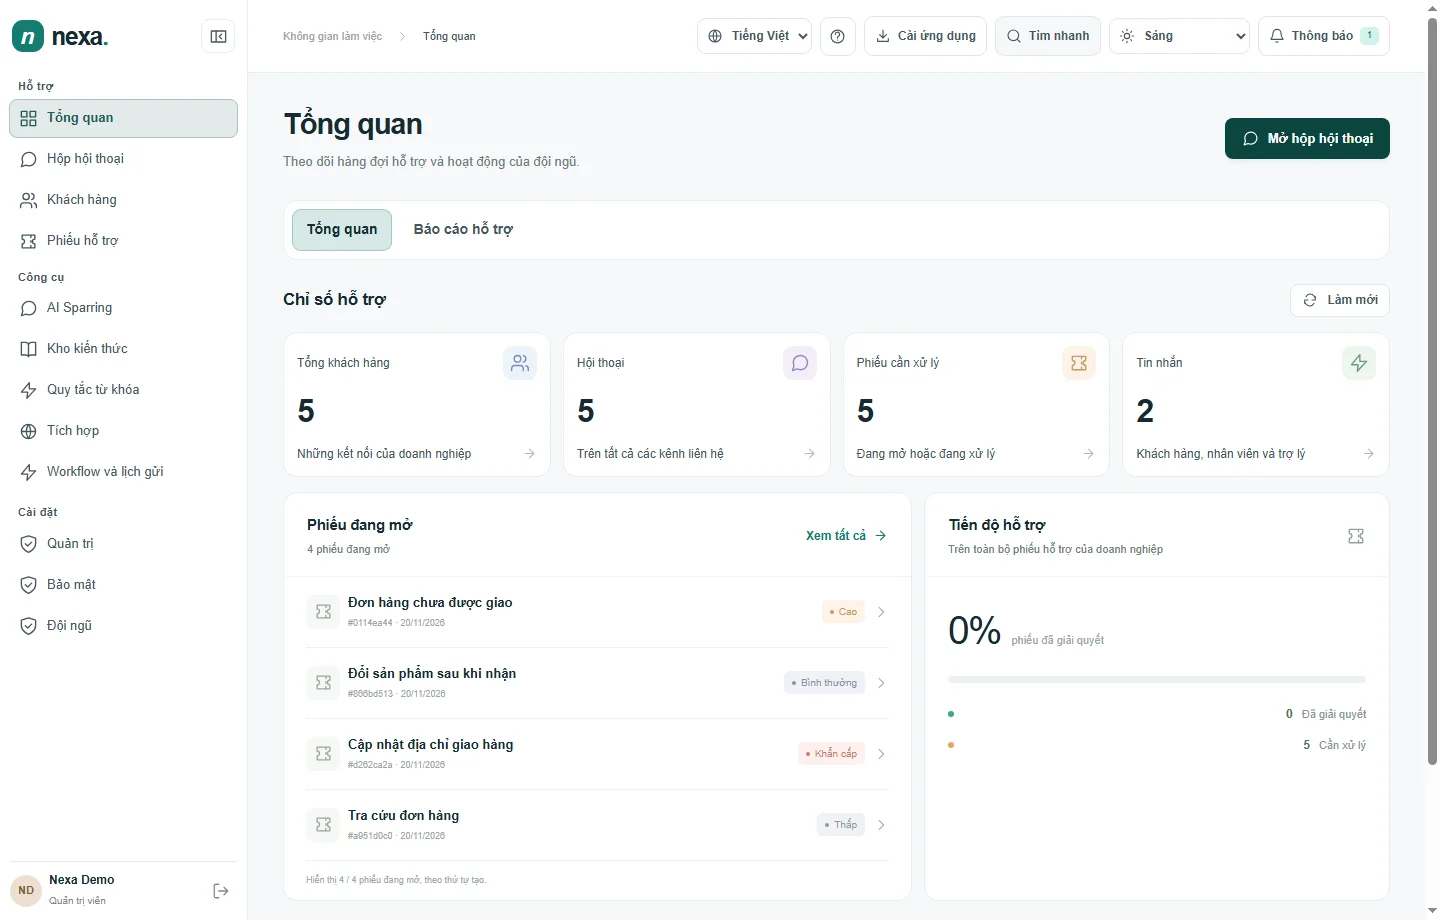 n nexa.
Không gian làm việc
Tổng quan
Tiếng Việt
Cài ứng dụng
Tìm nhanh
Sáng
Thông báo 1
Hỗ trợ
Tổng quan
Hộp hội thoại
Khách hàng
Phiếu hỗ trợ
Công cụ
AI Sparring
Kho kiến thức
Quy tắc từ khóa
Tích hợp
Workflow và lịch gửi
Cài đặt
Quản trị
Bảo mật
Đội ngũ
ND
Nexa Demo
Quản trị viên
Tổng quan
Theo dõi hàng đợi hỗ trợ và hoạt động của đội ngũ.
Mở hộp hội thoại
Tổng quan
Báo cáo hỗ trợ
Chỉ số hỗ trợ
Làm mới
Tổng khách hàng
5
Những kết nối của doanh nghiệp
Hội thoại
5
Trên tất cả các kênh liên hệ
Phiếu cần xử lý
5
Đang mở hoặc đang xử lý
Tin nhắn
2
Khách hàng, nhân viên và trợ lý
Phiếu đang mở
4 phiếu đang mở
Xem tất cả
Đơn hàng chưa được giao
#0114ea44 · 20/11/2026
Cao
Đổi sản phẩm sau khi nhận
#866bd513 · 20/11/2026
Bình thường
Cập nhật địa chỉ giao hàng
#d262ca2a · 20/11/2026
Khẩn cấp
Tra cứu đơn hàng
#a951d0c0 · 20/11/2026
Thấp
Hiển thị 4 / 4 phiếu đang mở, theo thứ tự tạo.
Tiến độ hỗ trợ
Trên toàn bộ phiếu hỗ trợ của doanh nghiệp
0% phiếu đã giải quyết
0 Đã giải quyết
5 Cần xử lý